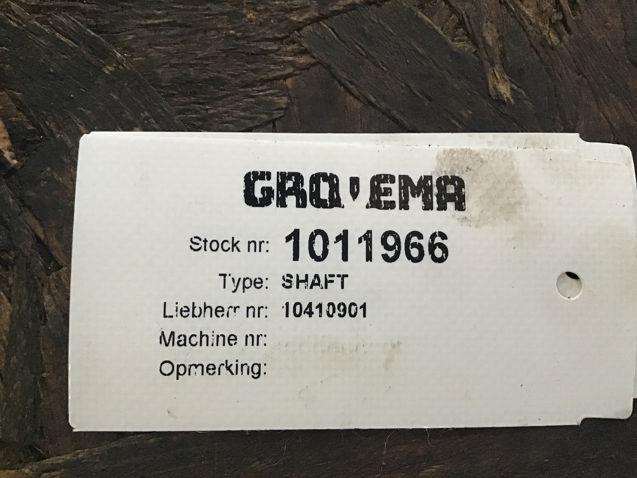 GROVEMA
Stock nr: 1011966
Type: SHAFT
Liebherr nr: 10410901
Machine nr:
Opmerking: